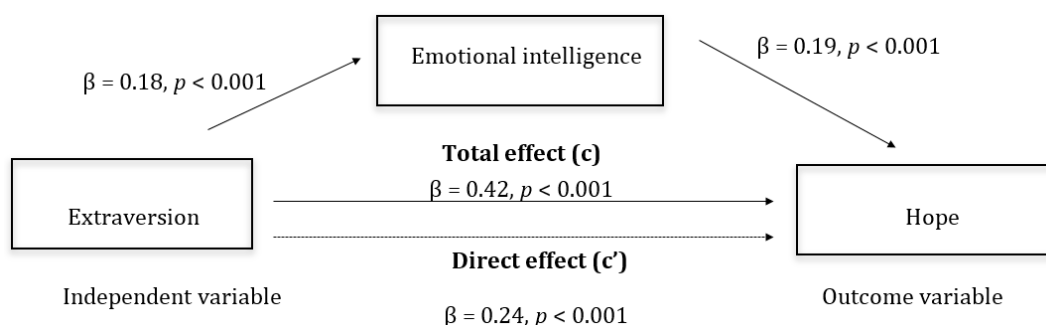 Emotional intelligence
β = 0.18, p < 0.001
β = 0.19, p < 0.001
Total effect (c)
β = 0.42, p < 0.001
Extraversion
Hope
Direct effect (c’)
Independent variable
Outcome variable
β = 0.24, p < 0.001